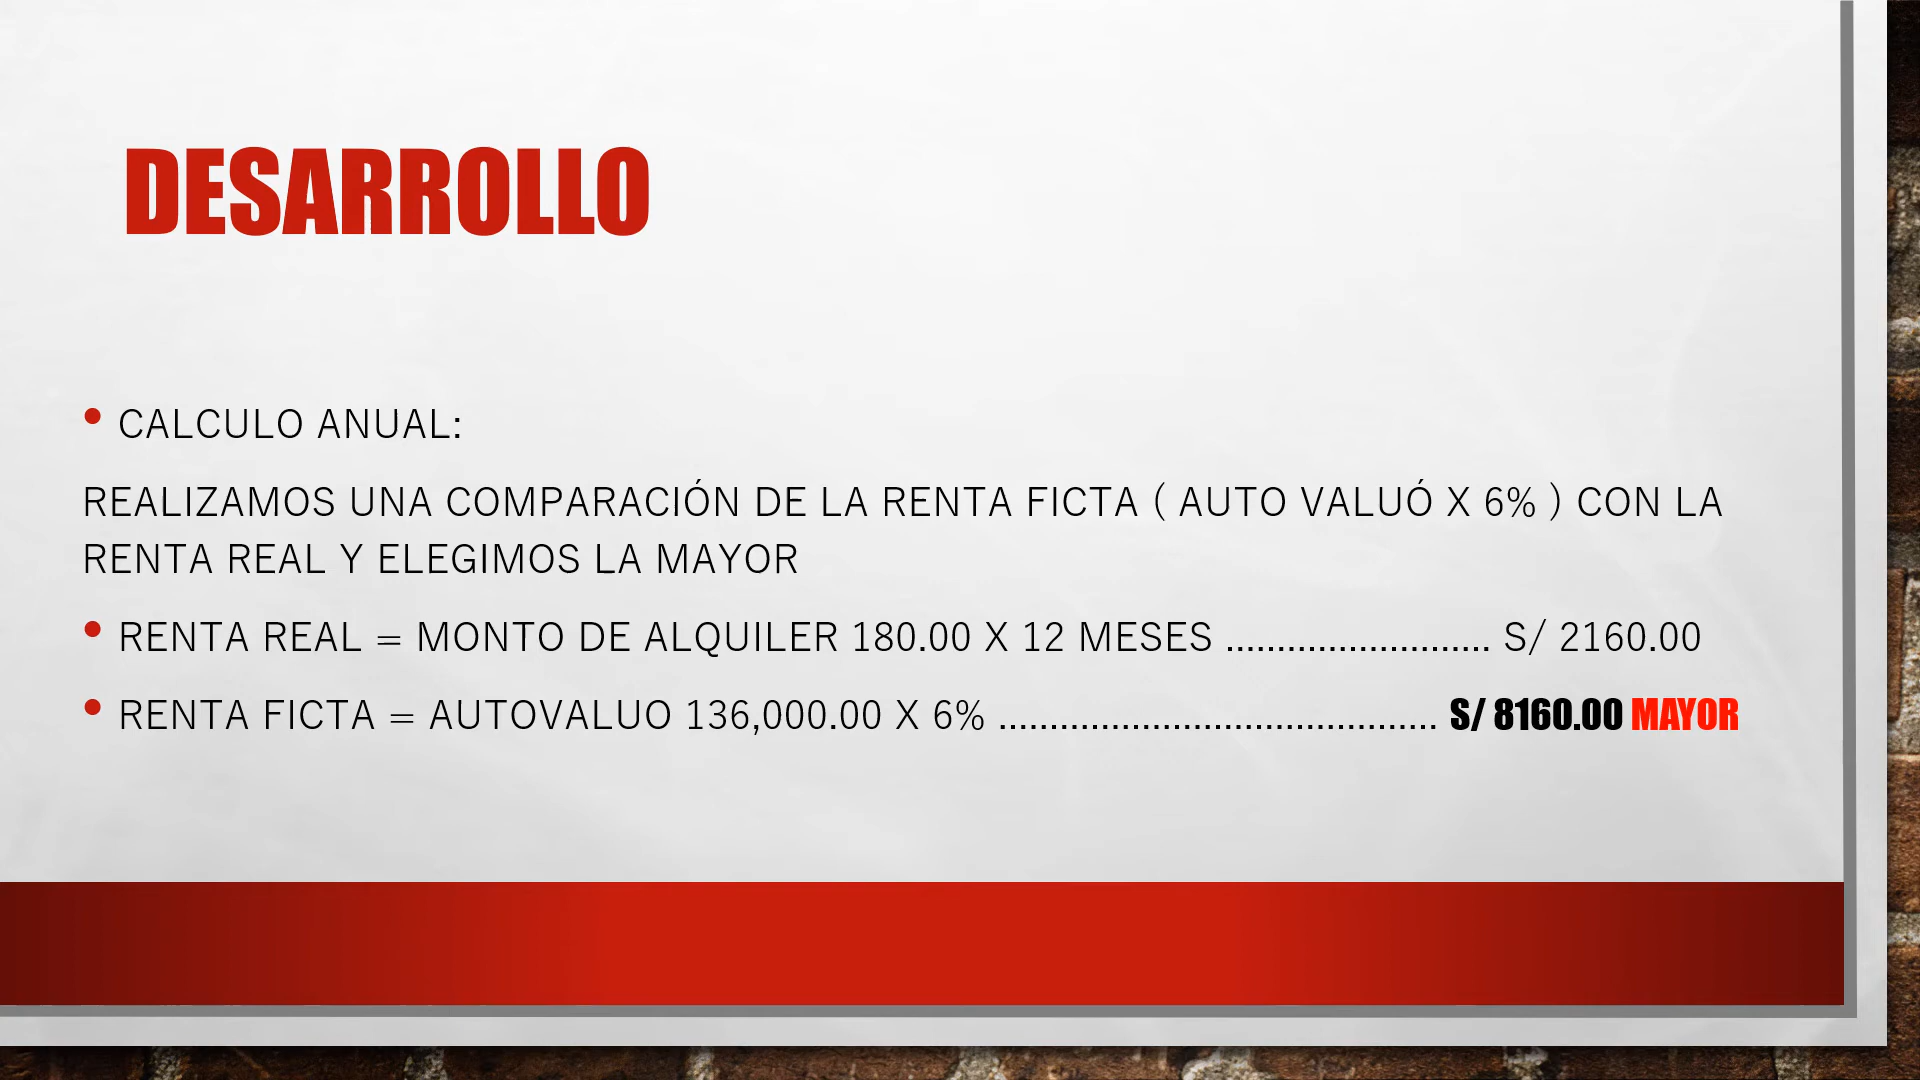 DESARROLLO
• CALCULO ANUAL:
REALIZAMOS UNA COMPARACIÓN DE LA RENTA FICTA ( AUTO VALUÓ X 6% ) CON LA
RENTA REAL Y ELEGIMOS LA MAYOR
• RENTA REAL = MONTO DE ALQUILER 180.00 X 12 MESES .......................... S/ 2160.00
• RENTA FICTA = AUTOVALUO 136,000.00 X 6% ........................................... S/ 8160.00 MAYOR